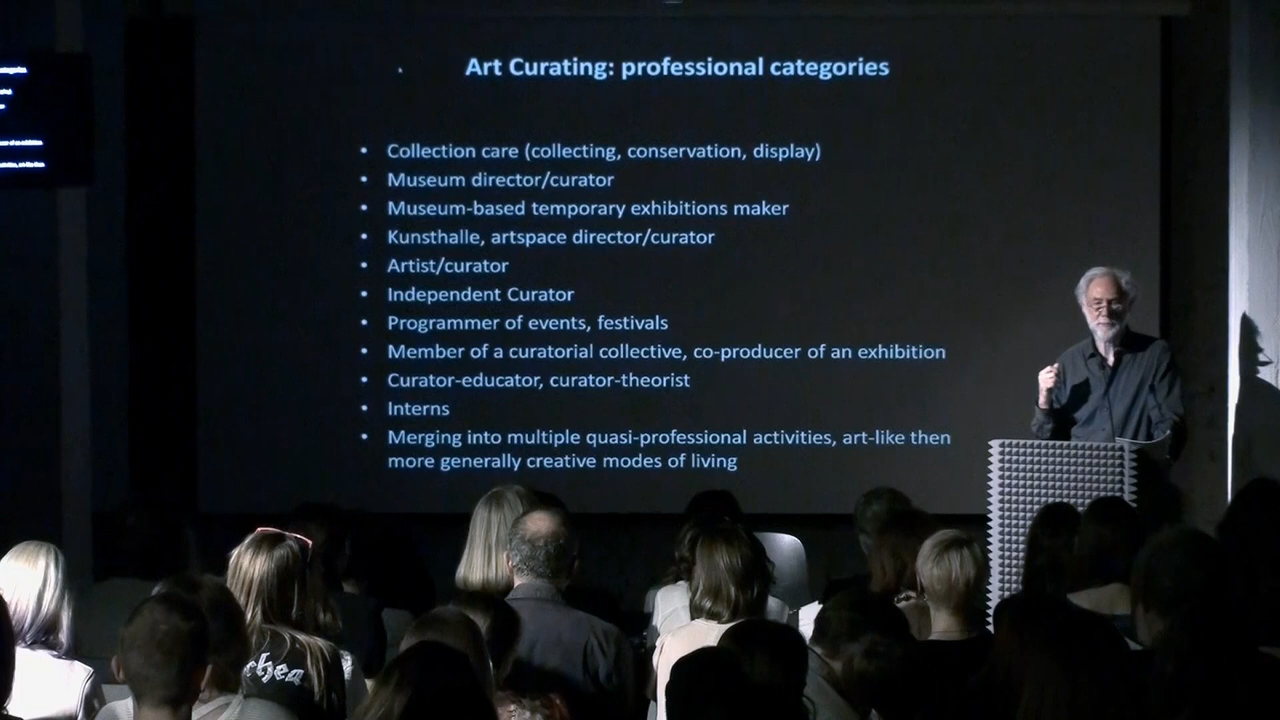 Art Curating: professional categories
• Collection care (collecting, conservation, display)
• Museum director/curator
• Museum-based temporary exhibitions maker
• Kunsthalle, artspace director/curator
• Artist/curator
• Independent Curator
• Programmer of events, festivals
• Member of a curatorial collective, co-producer of an exhibition
• Curator-educator, curator-theorist
• Interns
• Merging into multiple quasi-professional activities, art-like then
more generally creative modes of living
chea